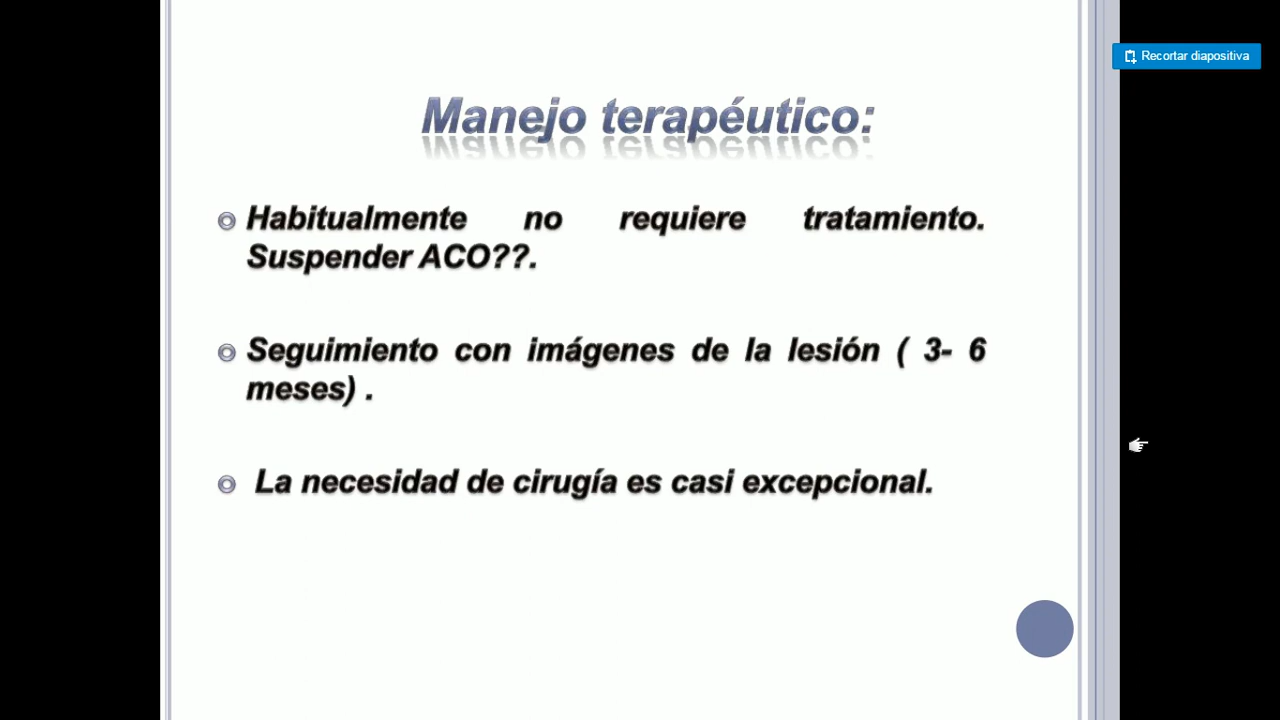 Recortar diapositiva
Manejo terapéutico:
Habitualmente no requiere tratamiento.
Suspender ACO??.
Seguimiento con imágenes de la lesión ( 3- 6
meses) .
La necesidad de cirugía es casi excepcional.